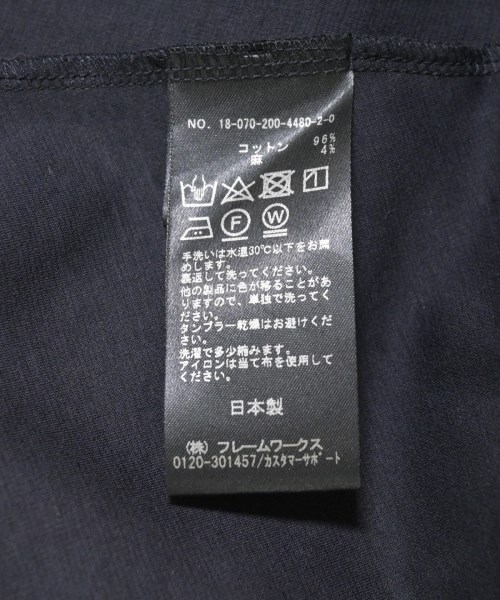 NO. 18-070-200-4480-2-0
コットン 96%
麻 4%
F W
手洗いは水温30℃以下をお薦
めします。
裏返して洗ってください。
他の製品に色が移ることがあ
りますので、単独で洗ってく
ださい。
タンブラー乾燥はお避けくだ
さい。
洗濯で多少縮みます。
アイロンは当て布を使用して
ください。
日本製
(株) フレームワークス
0120-301457/カスタマーサポート